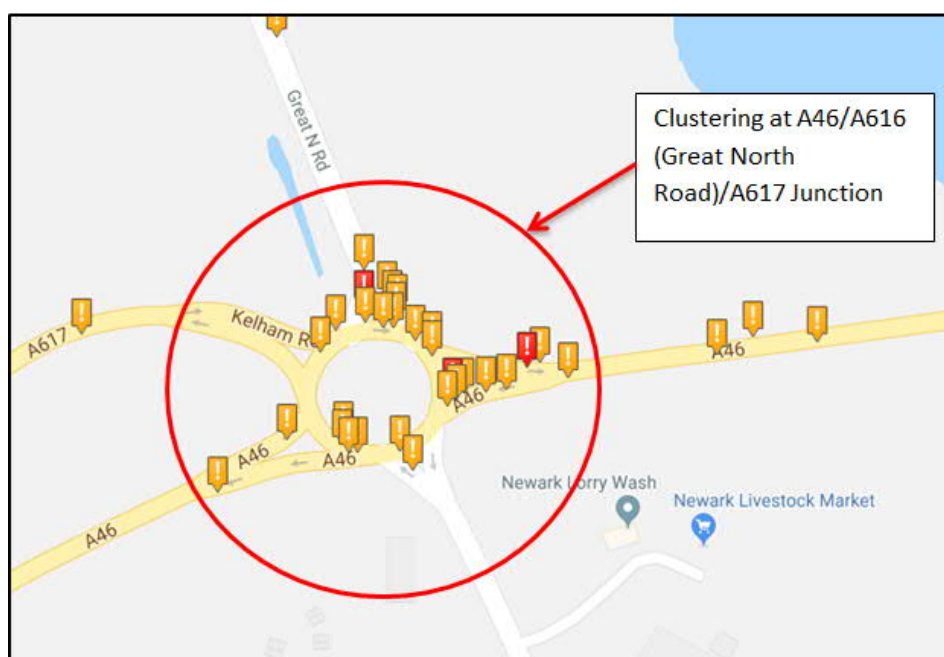 Great N Rd
Clustering at A46/A616
(Great North
Road)/A617 Junction
A617
Kelham R
A46
A46
A46
A46
A46
Newark Lorry Wash
Newark Livestock Market